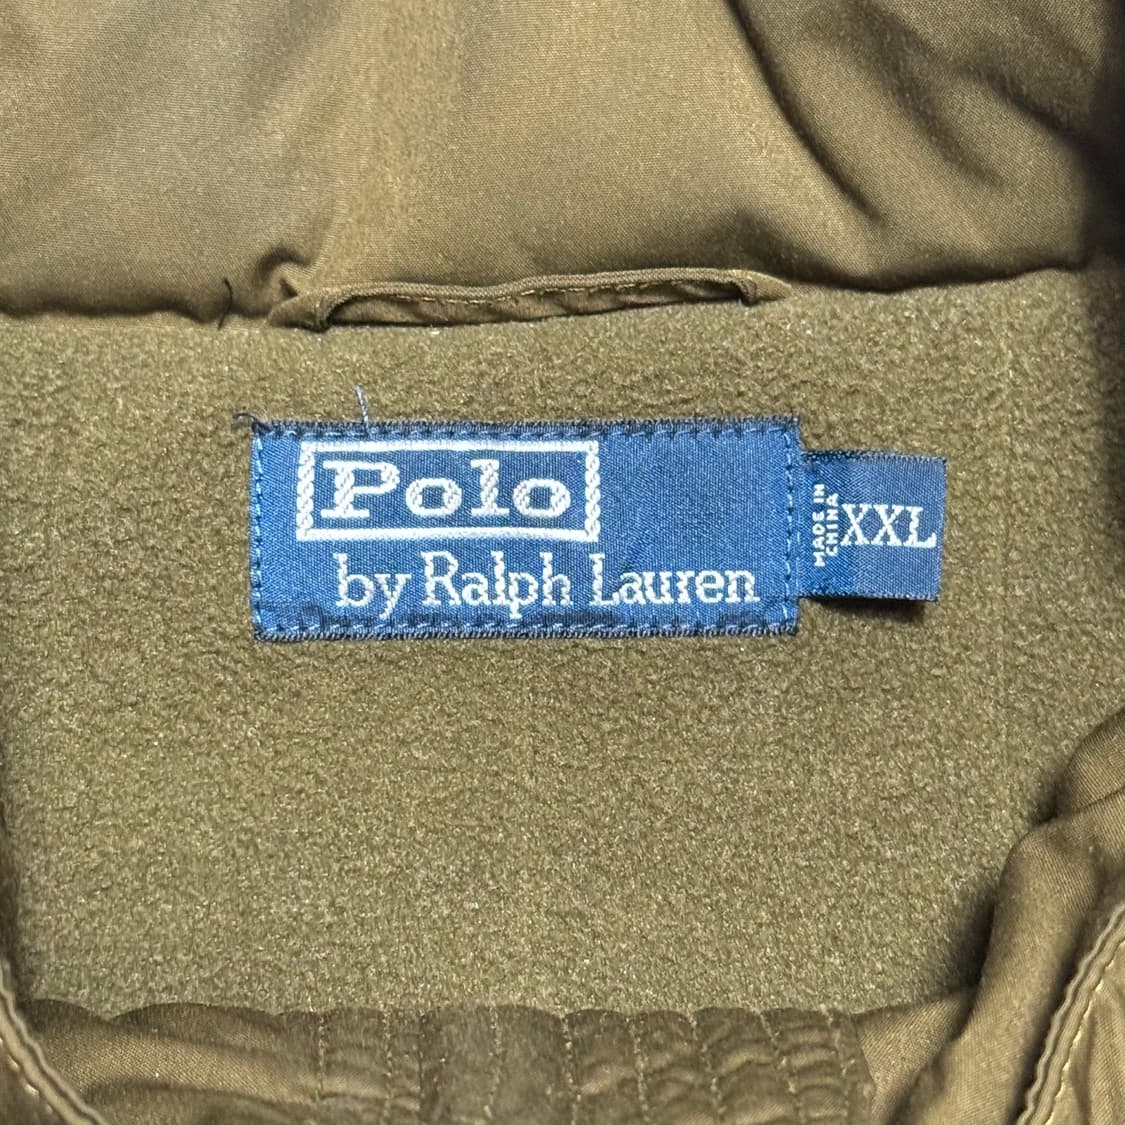 Polo
by Ralph Lauren
MADE IN
CHINA
XXL